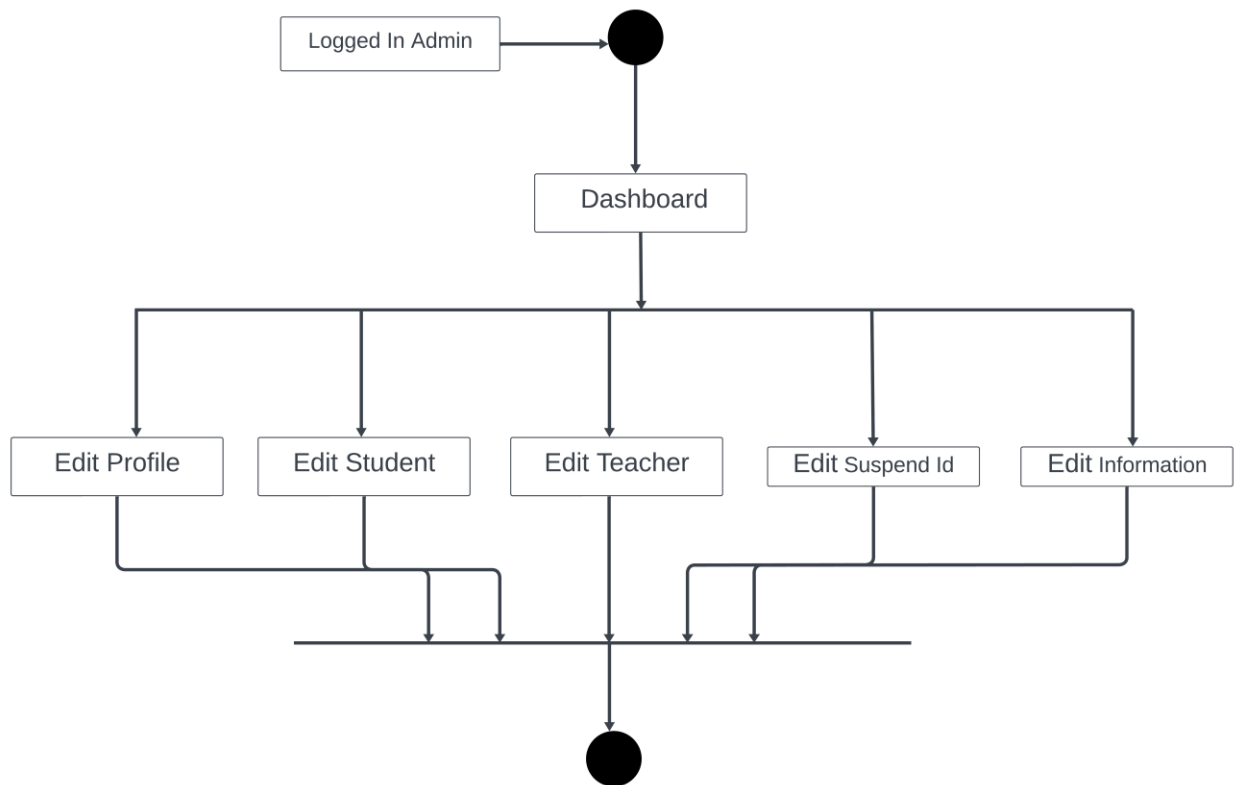 Logged In Admin
Dashboard
Edit Profile
Edit Student
Edit Teacher
Edit Suspend Id
Edit Information